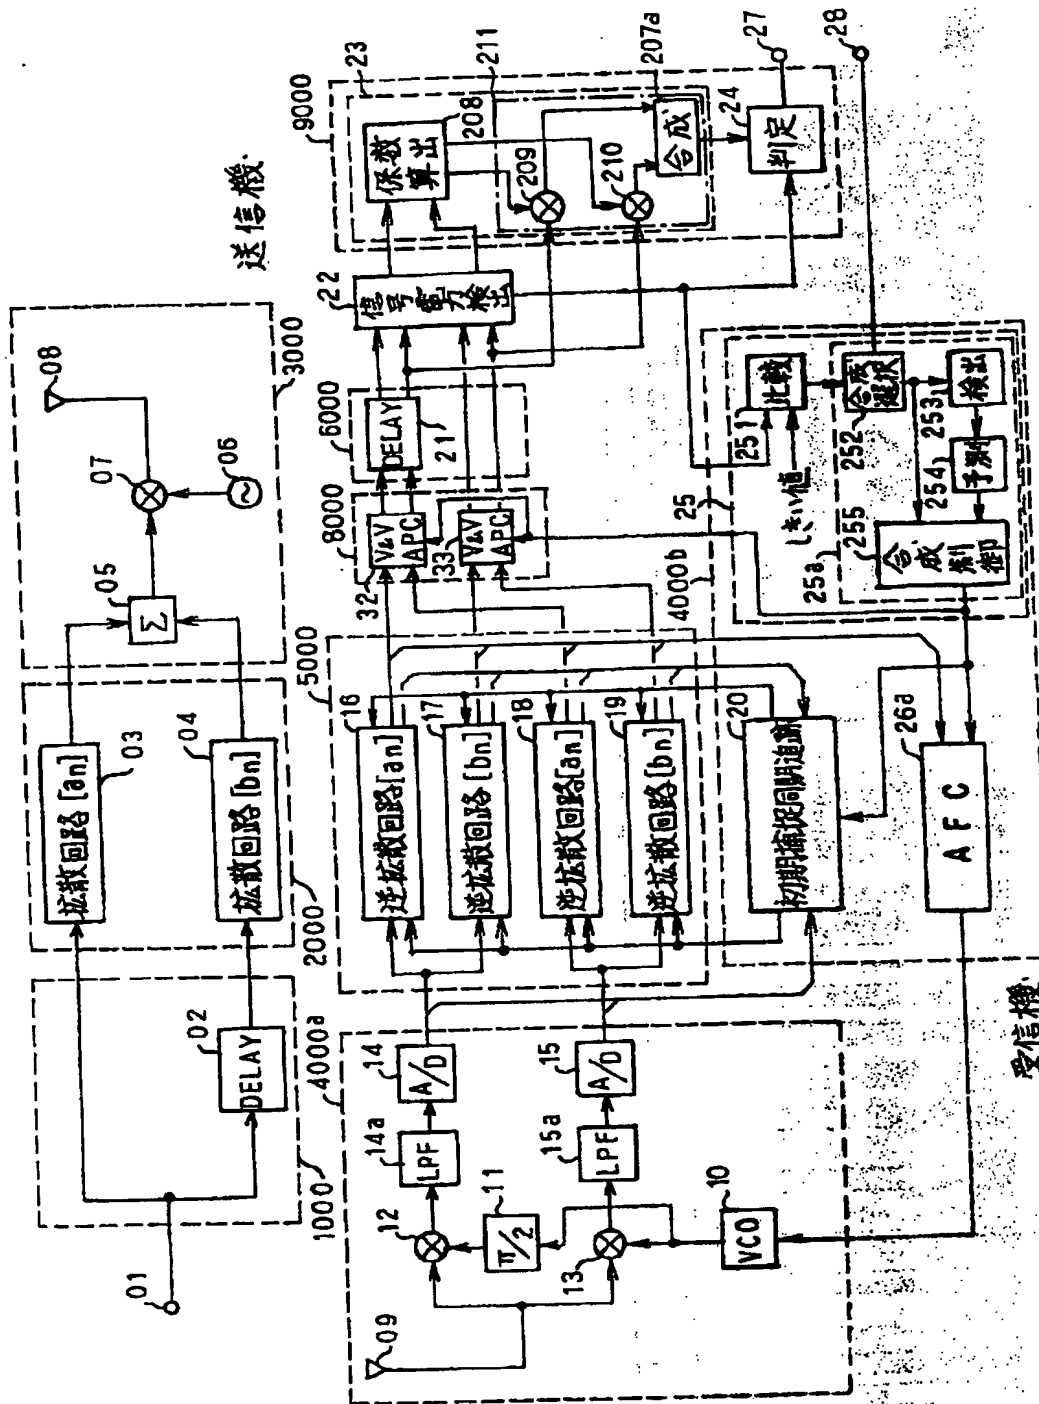 送信機
01
1000
02
DELAY
2000
拡散回路[an]
03
拡散回路[bn]
04
3000
05
Σ
07
06
08
受信機
4000a
09
12
13
11
π/2
10
VCO
14a
LPF
15a
LPF
14
A/D
15
A/D
5000
16
逆拡散回路[an]
17
逆拡散回路[bn]
18
逆拡散回路[an]
19
逆拡散回路[bn]
4000b
20
初期捕捉同期追跡
26a
AFC
8000
32
V&V
APC
33
V&V
APC
6000
DELAY
21
22
信号電力検出
9000
23
係数算出
208
209
210
211
207a
合成
24
判定
27
28
25
25a
251
比較
しきい値
252
合成選択
253
検出
254
予測
255
合成制御